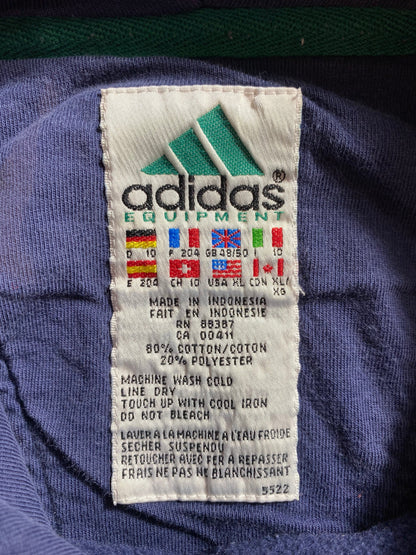 adidas®
EQUIPMENT
D 10 F 204 GB 48/50 I 10
E 204 CH 10 USA XL CDN XL/
XG
MADE IN INDONESIA
FAIT EN INDONESIE
RN 88387
CA 00411
80% COTTON/COTON
20% POLYESTER
MACHINE WASH COLD
LINE DRY
TOUCH UP WITH COOL IRON
DO NOT BLEACH
LAVER A LA MACHINE A L'EAU FROIDE
SECHER SUSPENDU
RETOUCHER AVEC FER A REPASSER
FRAIS NE PAS NE BLANCHISSANT
5522